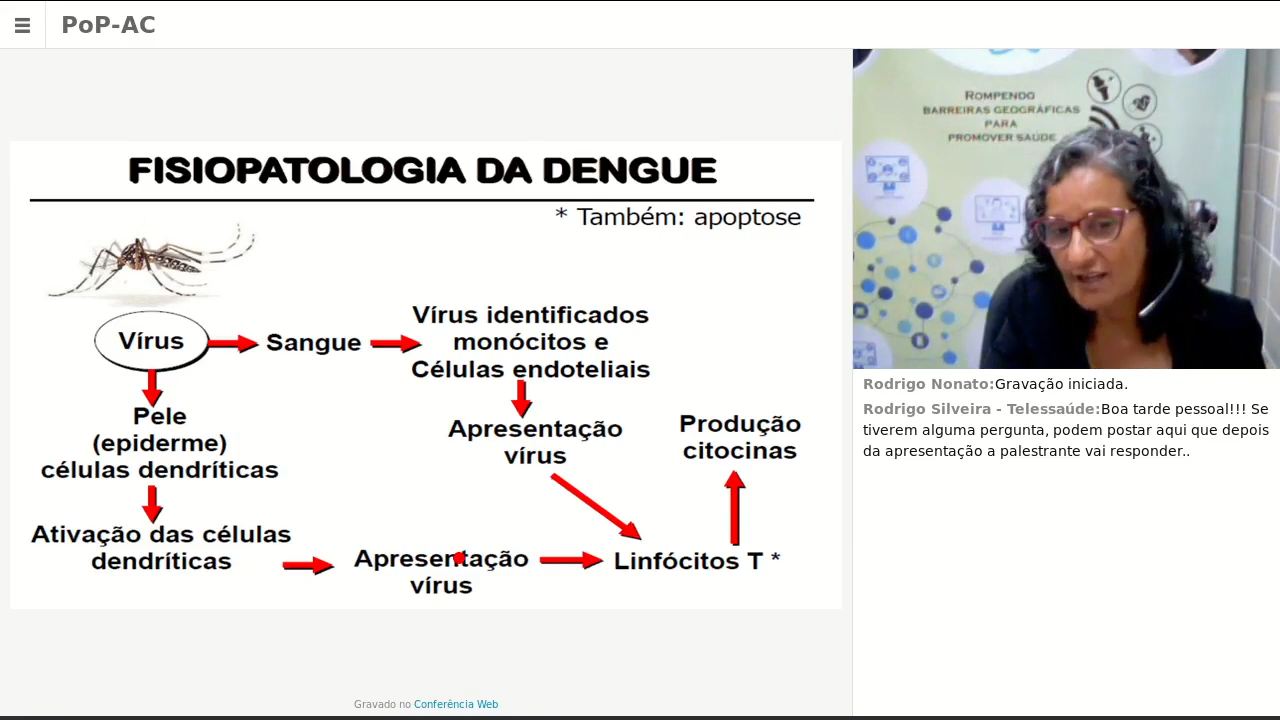 PoP-AC
FISIOPATOLOGIA DA DENGUE
* Também: apoptose
Vírus
Sangue
Vírus identificados
monócitos e
Células endoteliais
Pele
(epiderme)
células dendríticas
Apresentação
vírus
Produção
citocinas
Ativação das células
dendríticas
Apresentação
vírus
Linfócitos T *
Gravado no Conferência Web
ROMPENDO
BARREIRAS GEOGRÁFICAS
PARA
PROMOVER SAÚDE
Rodrigo Nonato:Gravação iniciada.
Rodrigo Silveira - Telessaúde:Boa tarde pessoal!!! Se
tiverem alguma pergunta, podem postar aqui que depois
da apresentação a palestrante vai responder..